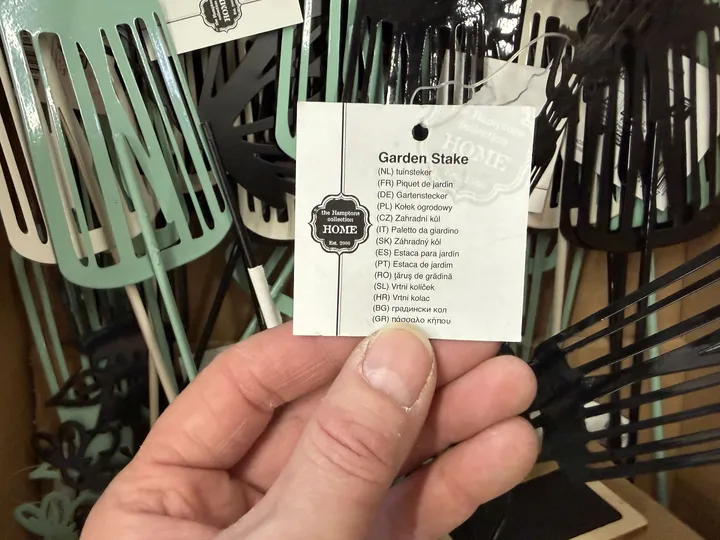 Garden Stake
(NL) tuinsteker
(FR) Piquet de jardin
(DE) Gartenstecker
(PL) Kołek ogrodowy
(CZ) Zahradní kůl
(IT) Paletto da giardino
(SK) Záhradný kôl
(ES) Estaca para jardín
(PT) Estaca de jardim
(RO) țăruș de grădină
(SL) Vrtni količek
(HR) Vrtni kolac
(BG) градински кол
(GR) πάσσαλο κήπου
the Hamptons
collection
HOME
Est. 2000
HOME